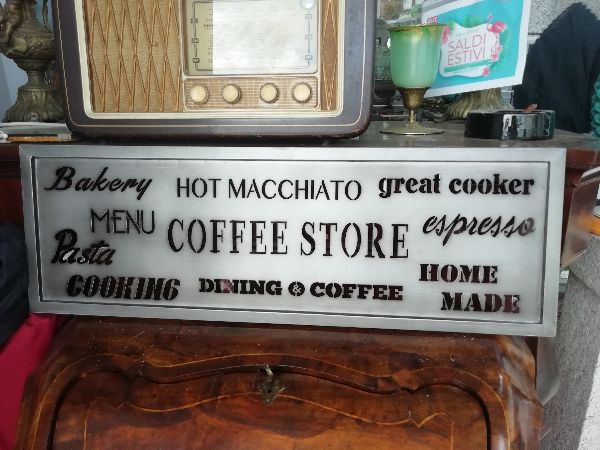 SALDI
ESTIVI
Bakery HOT MACCHIATO great cooker
MENU COFFEE STORE espresso
Pasta
COOKING DINING & COFFEE HOME
MADE